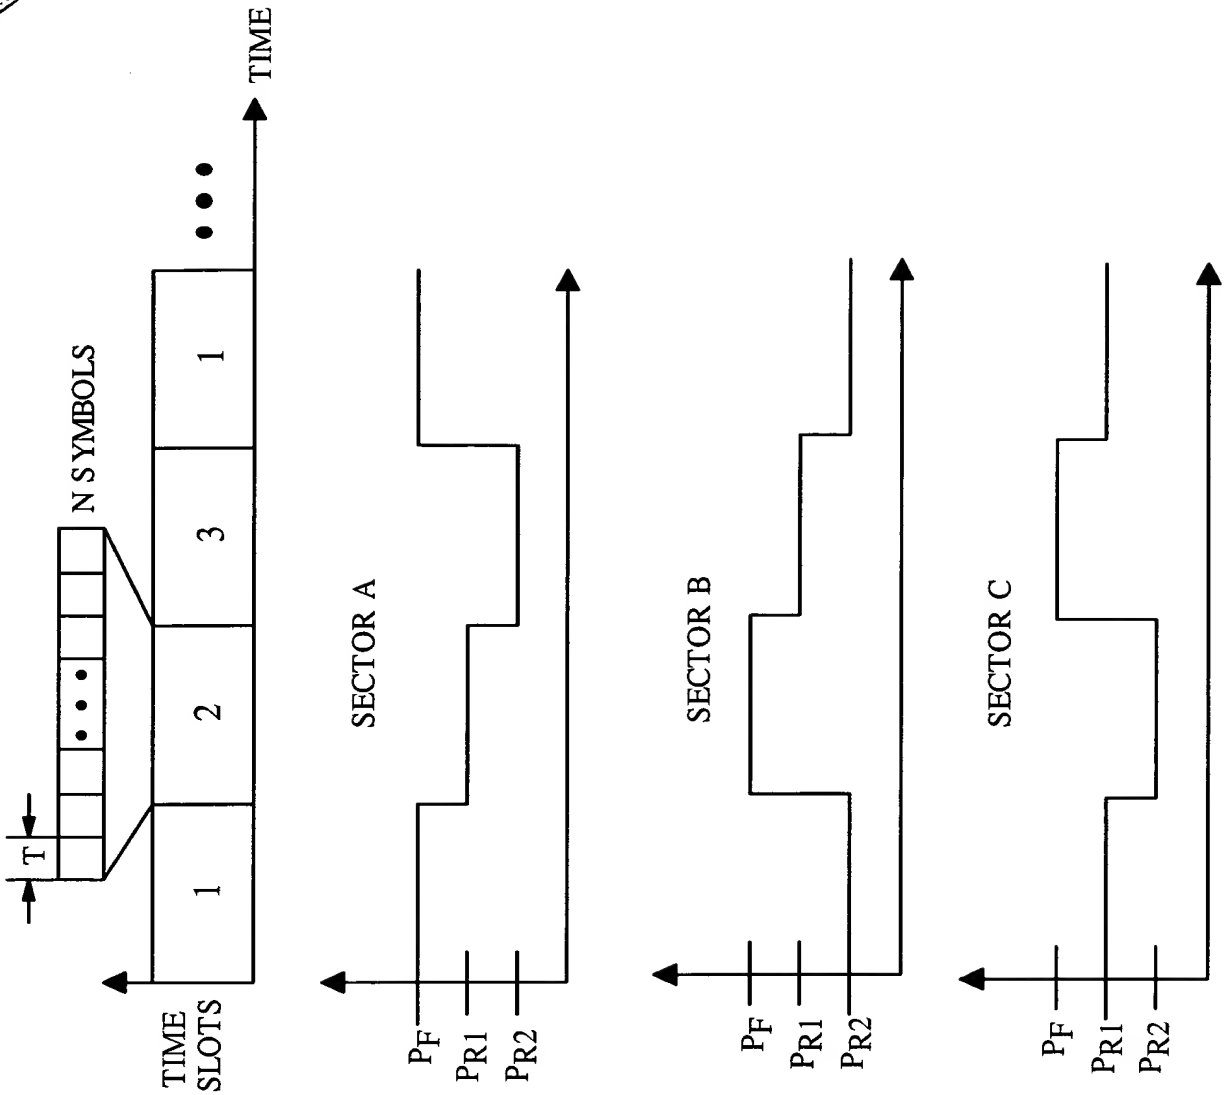 T
N SYMBOLS
TIME
SLOTS
1
2
3
1
•••
TIME
SECTOR A
PF
PR1
PR2
SECTOR B
PF
PR1
PR2
SECTOR C
PF
PR1
PR2